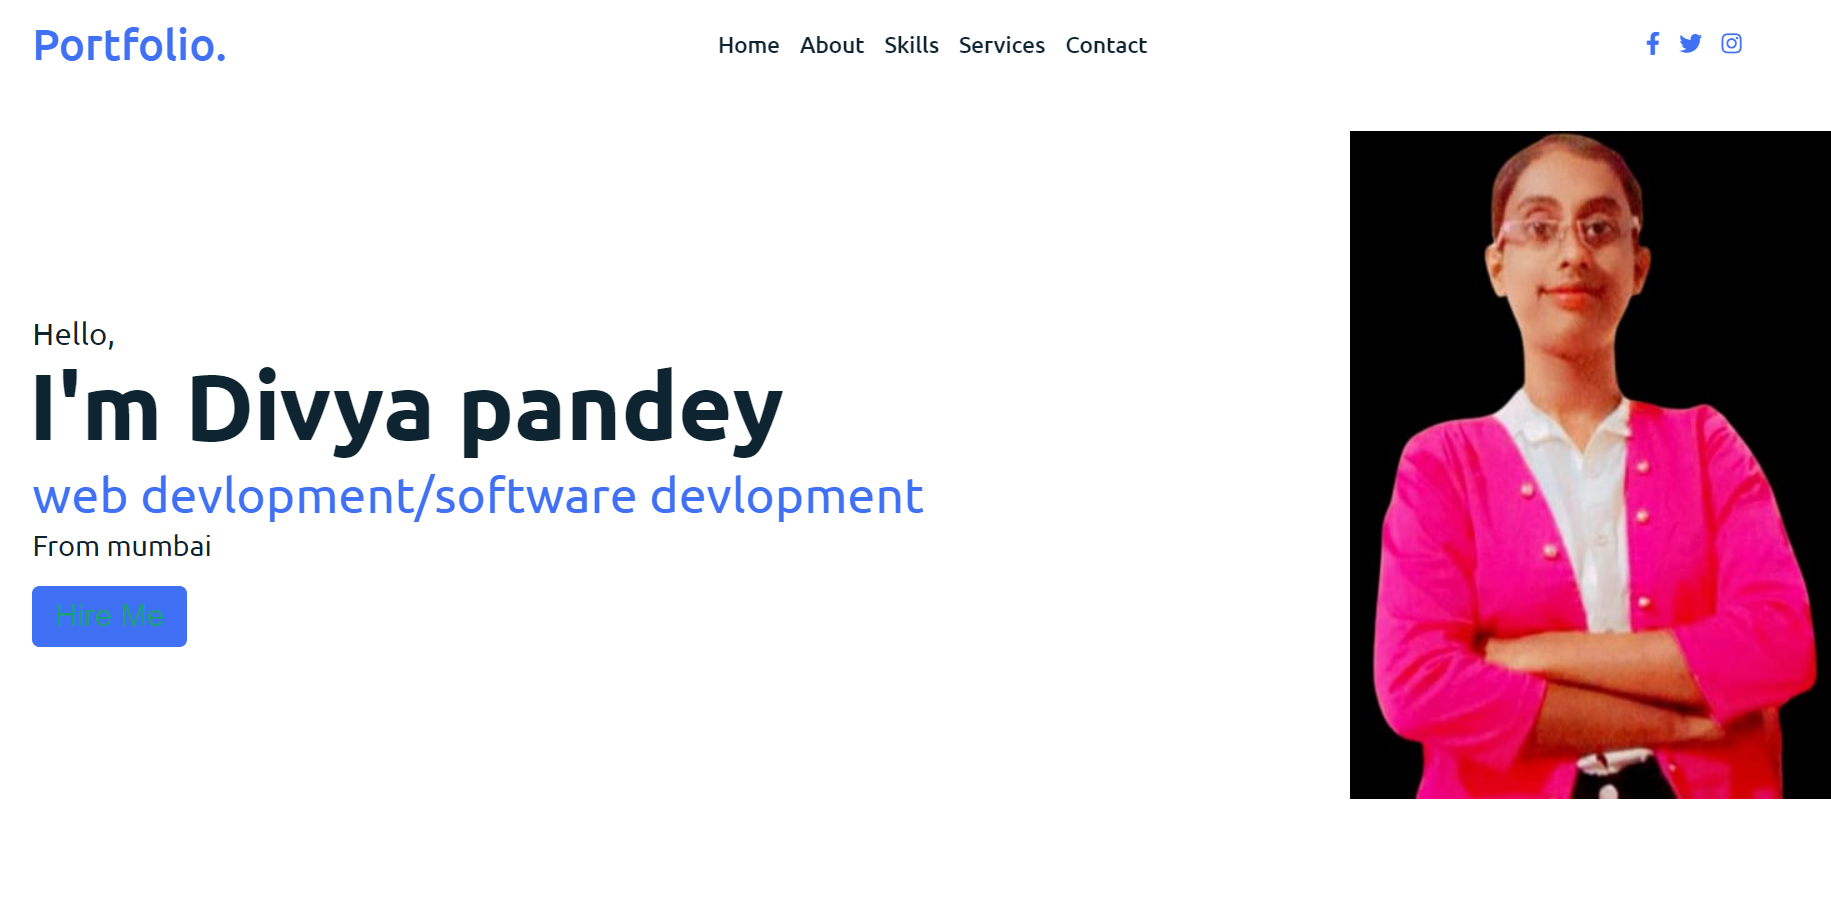 Portfolio.
Home About Skills Services Contact
Hello,
I'm Divya pandey
web devlopment/software devlopment
From mumbai
Hire Me